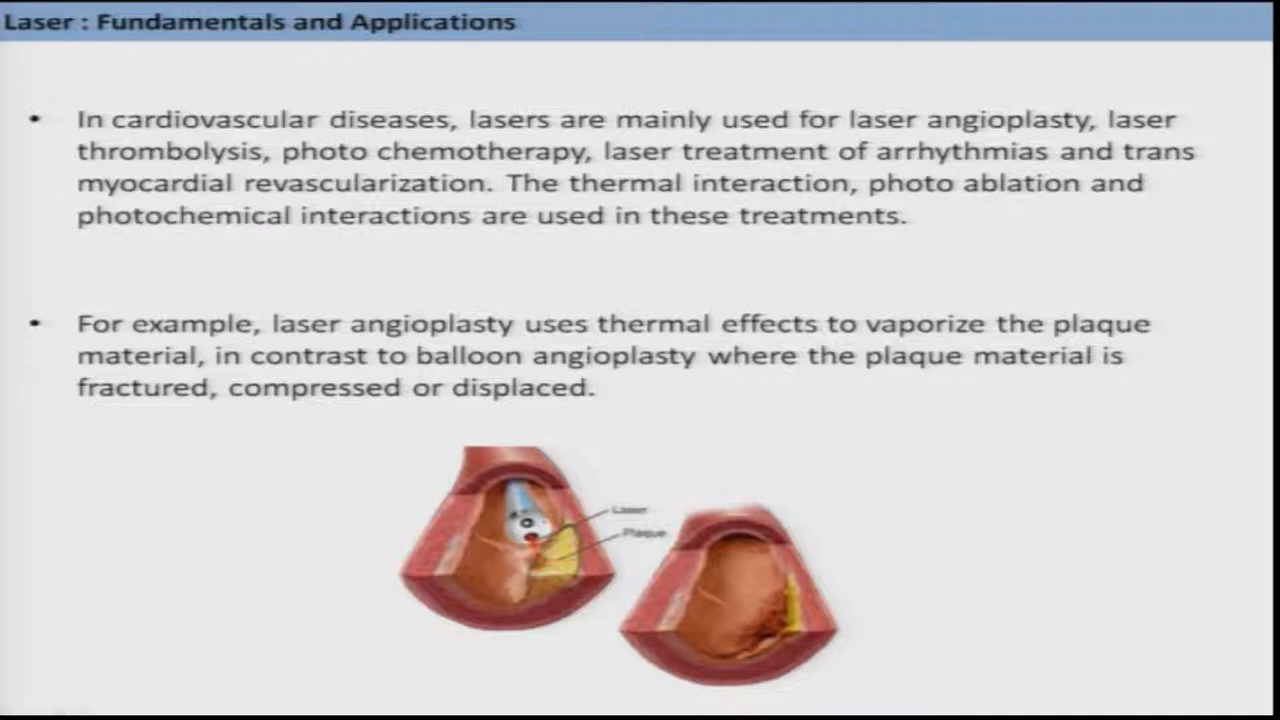 Laser : Fundamentals and Applications
• In cardiovascular diseases, lasers are mainly used for laser angioplasty, laser
thrombolysis, photo chemotherapy, laser treatment of arrhythmias and trans
myocardial revascularization. The thermal interaction, photo ablation and
photochemical interactions are used in these treatments.
• For example, laser angioplasty uses thermal effects to vaporize the plaque
material, in contrast to balloon angioplasty where the plaque material is
fractured, compressed or displaced.
Laser
Plaque